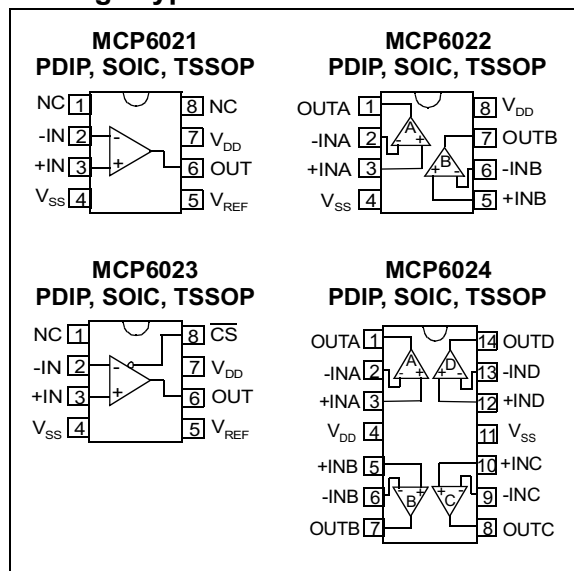 MCP6021
PDIP, SOIC, TSSOP
NC 1
8 NC
-IN 2
-
7 VDD
+IN 3
+
6 OUT
VSS 4
5 VREF
MCP6022
PDIP, SOIC, TSSOP
OUTA 1
8 VDD
A
-INA 2
- +
7 OUTB
+INA 3
B
+ -
6 -INB
VSS 4
5 +INB
MCP6023
PDIP, SOIC, TSSOP
NC 1
8 CS
-IN 2
-
7 VDD
+IN 3
+
6 OUT
VSS 4
5 VREF
MCP6024
PDIP, SOIC, TSSOP
OUTA 1
14 OUTD
A D
-INA 2
- + + -
13 -IND
+INA 3
12 +IND
VDD 4
11 VSS
+INB 5
10 +INC
-INB 6
- + + -
9 -INC
B C
OUTB 7
8 OUTC